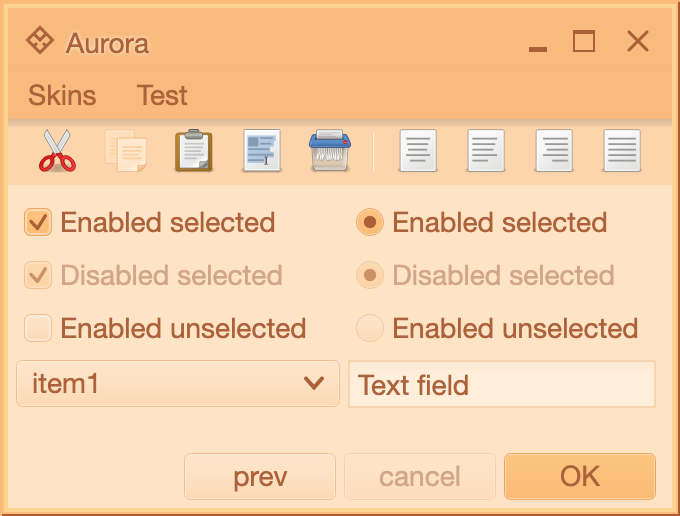 Aurora
Skins Test
Enabled selected Enabled selected
Disabled selected Disabled selected
Enabled unselected Enabled unselected
item1 Text field
prev cancel OK